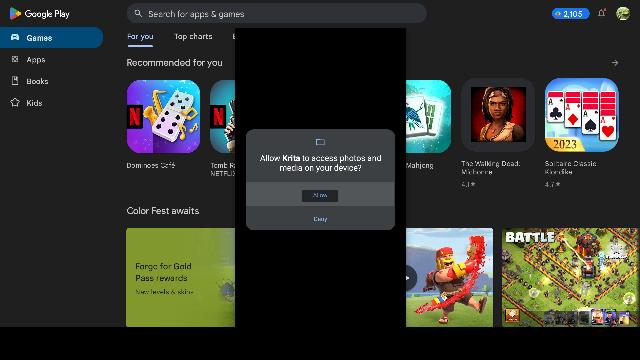 Google Play
Search for apps & games
2,105
Games
Apps
Books
Kids
For you
Top charts
Recommended for you
Allow Krita to access photos and
media on your device?
Allow
Deny
Dominoes Café
Tomb Ra
NETFLIX
Mahjong
The Walking Dead:
Michonne
4.1★
2023
Solitaire Classic
Klondike
4.7★
Color Fest awaits
Forge for Gold
Pass rewards
New levels & skins
BATTLE